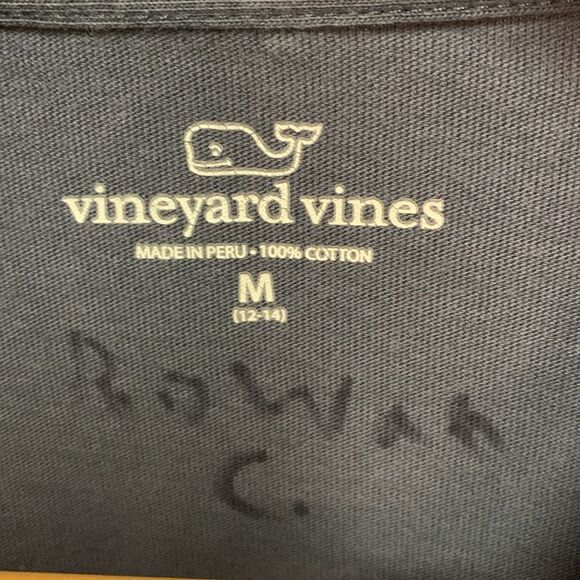 vineyard vines
MADE IN PERU • 100% COTTON
M
(12-14)
Rowan
C.